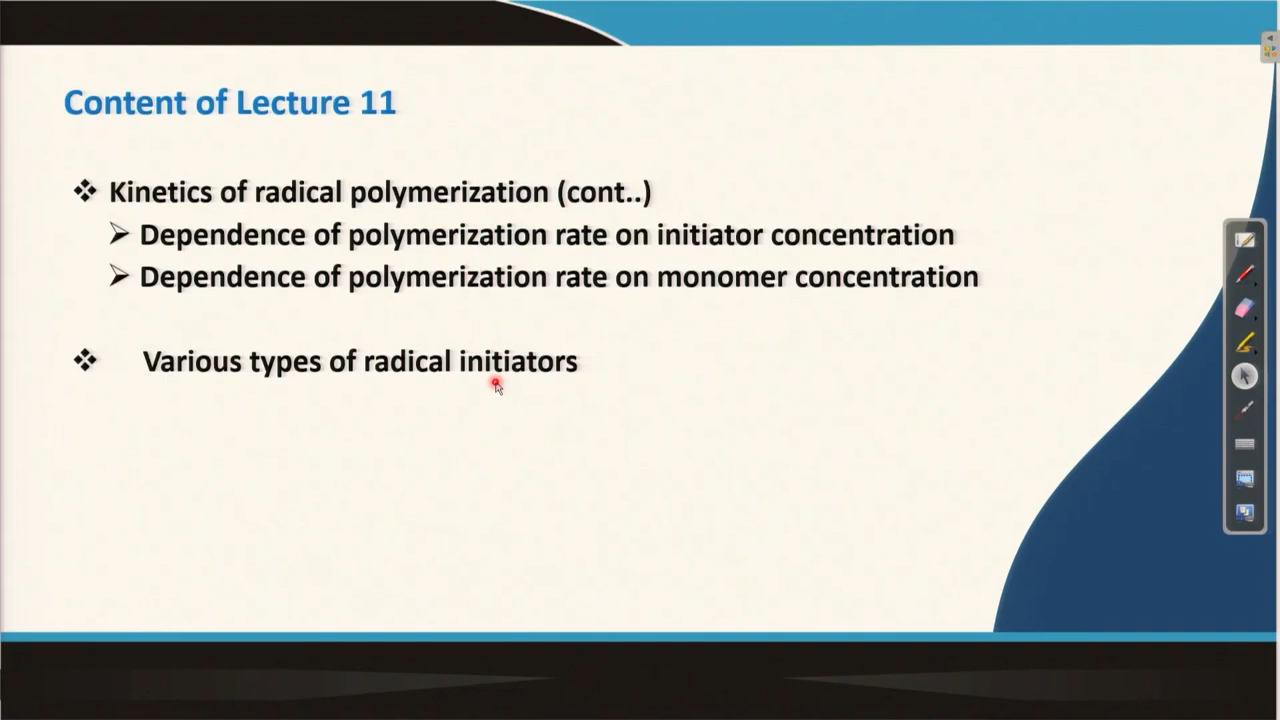 Content of Lecture 11
❖ Kinetics of radical polymerization (cont..)
➢ Dependence of polymerization rate on initiator concentration
➢ Dependence of polymerization rate on monomer concentration
❖ Various types of radical initiators